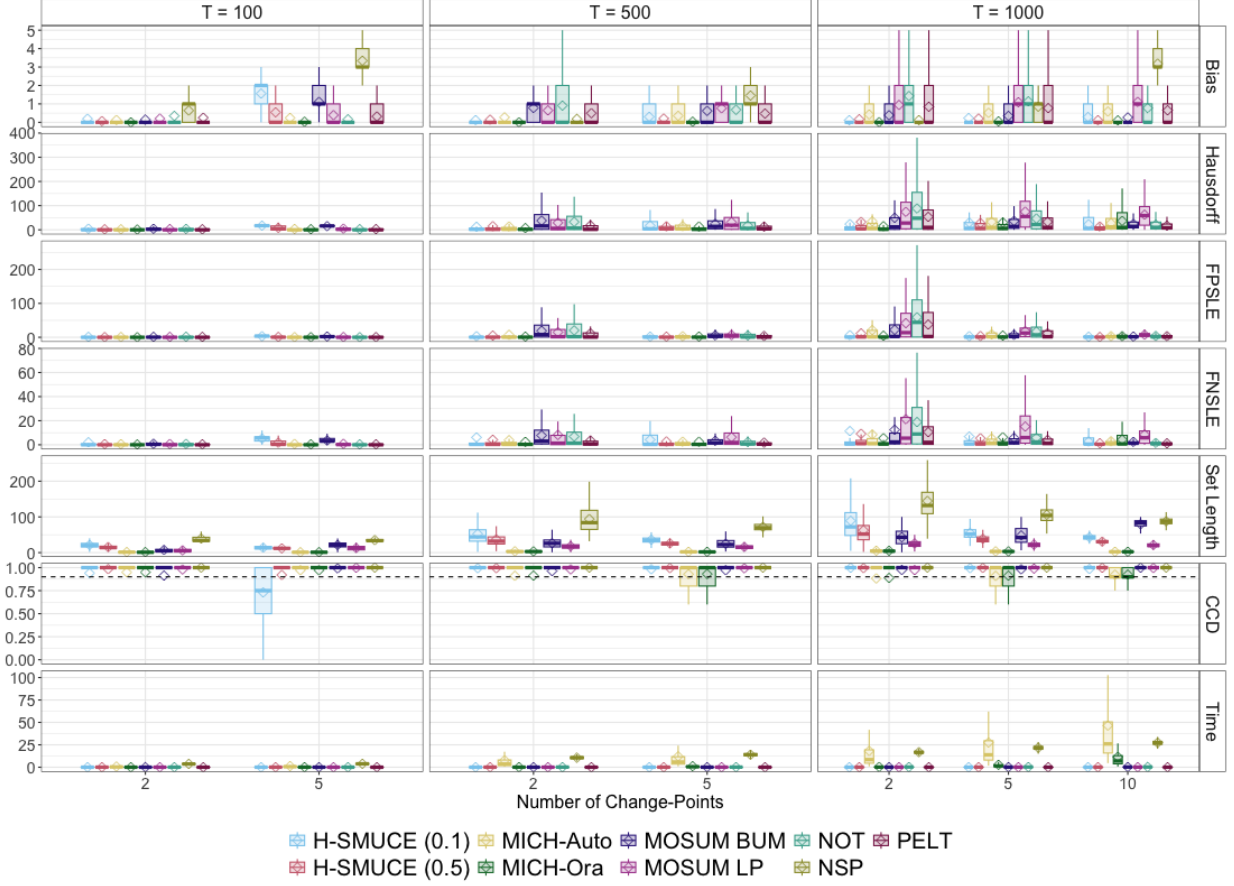 T = 100 T = 500 T = 1000
5
4
3
2
1
0
Bias
400
300
200
100
0
Hausdorff
200
100
0
FPSLE
80
60
40
20
0
FNSLE
200
100
0
Set Length
1.00
0.75
0.50
0.25
0.00
CCD
100
75
50
25
0
Time
2 5 2 5 2 5 10
Number of Change-Points
H-SMUCE (0.1) MICH-Auto MOSUM BUM NOT PELT
H-SMUCE (0.5) MICH-Ora MOSUM LP NSP